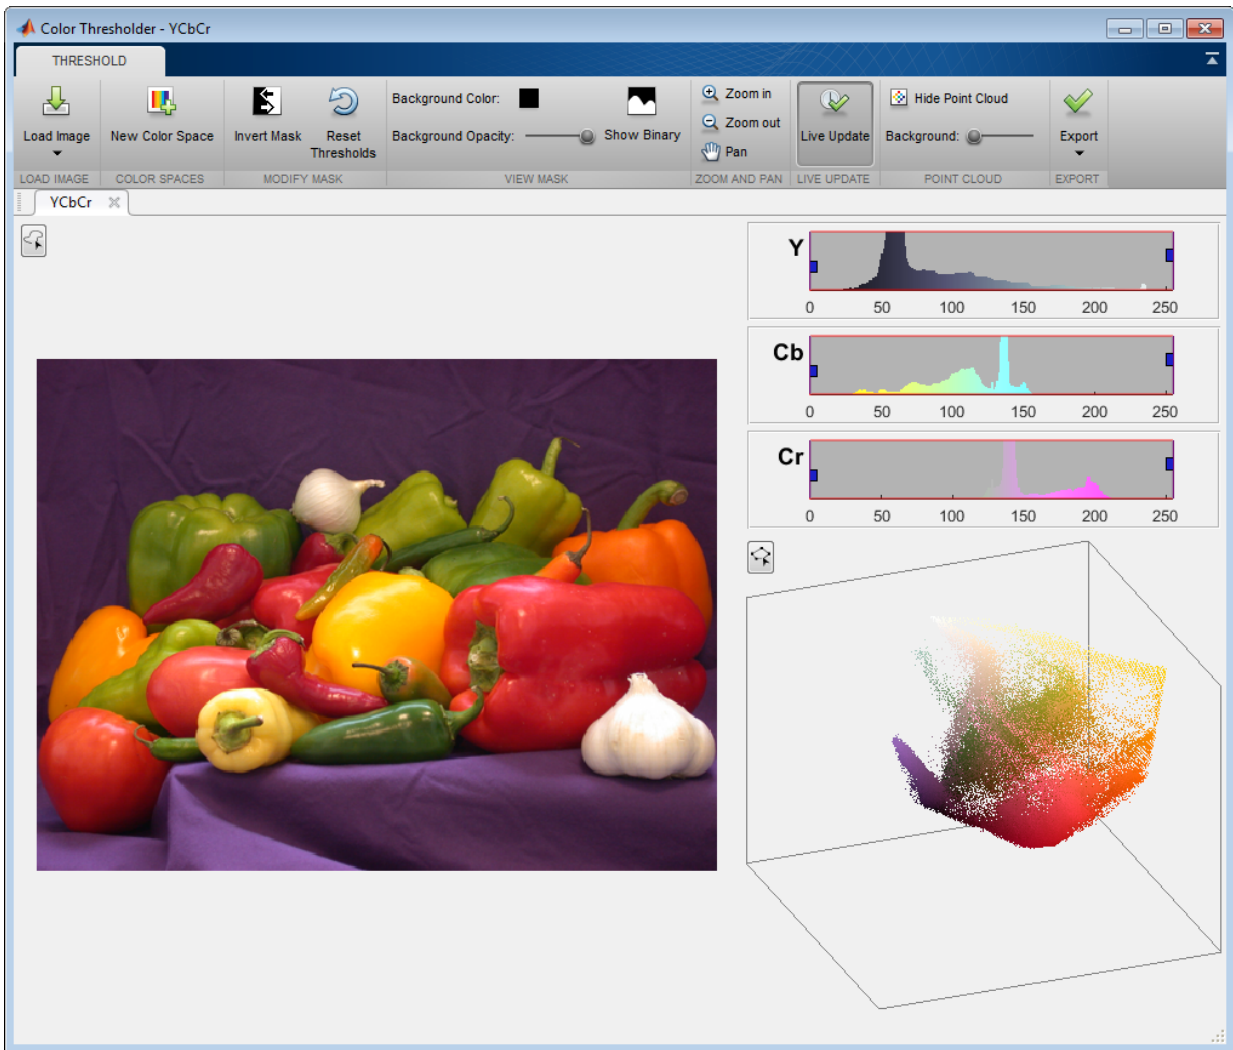 Color Thresholder - YCbCr
THRESHOLD
Load Image
New Color Space
Invert Mask
Reset
Thresholds
Background Color:
Background Opacity:
Show Binary
Zoom in
Zoom out
Pan
Live Update
Hide Point Cloud
Background:
Export
LOAD IMAGE
COLOR SPACES
MODIFY MASK
VIEW MASK
ZOOM AND PAN
LIVE UPDATE
POINT CLOUD
EXPORT
YCbCr
Y
0 50 100 150 200 250
Cb
0 50 100 150 200 250
Cr
0 50 100 150 200 250